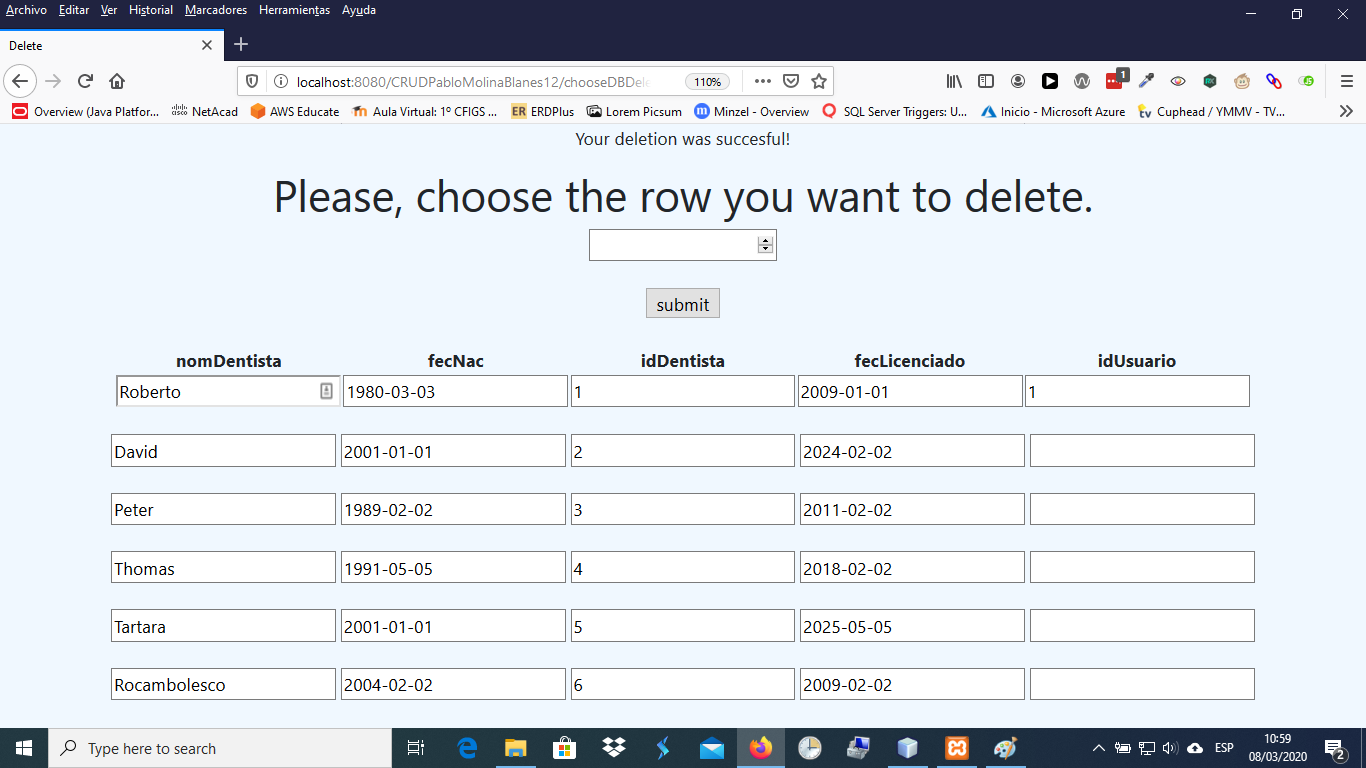 Archivo Editar Ver Historial Marcadores Herramientas Ayuda
Delete
localhost:8080/CRUDPabloMolinaBlanes12/chooseDBDel 110%
1
Overview (Java Platfor... NetAcad AWS Educate Aula Virtual: 1º CFIGS ... ERDPlus Lorem Picsum Minzel - Overview SQL Server Triggers: U... Inicio - Microsoft Azure Cuphead / YMMV - TV...
Your deletion was succesful!
Please, choose the row you want to delete.
submit
nomDentista fecNac idDentista fecLicenciado idUsuario
Roberto 1980-03-03 1 2009-01-01 1
David 2001-01-01 2 2024-02-02
Peter 1989-02-02 3 2011-02-02
Thomas 1991-05-05 4 2018-02-02
Tartara 2001-01-01 5 2025-05-05
Rocambolesco 2004-02-02 6 2009-02-02
Type here to search
ESP
10:59
08/03/2020
2